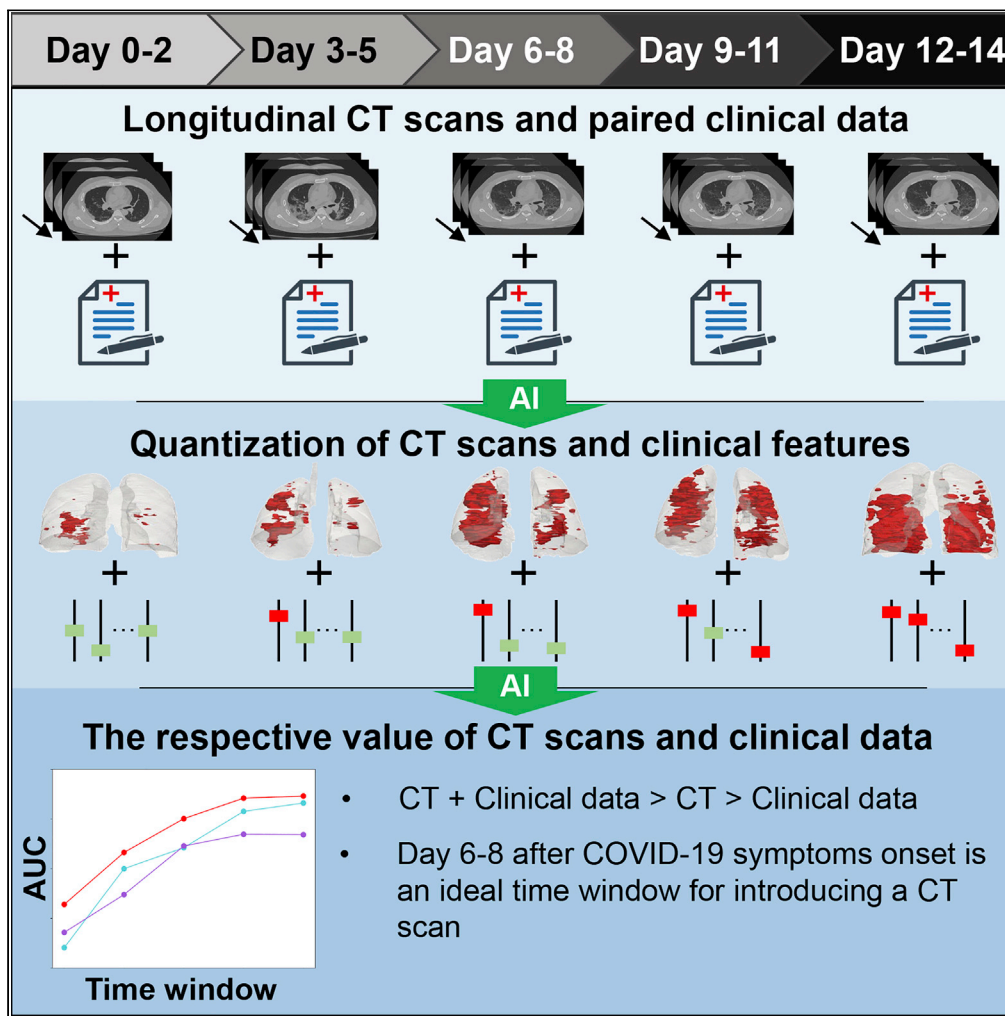 Day 0-2 Day 3-5 Day 6-8 Day 9-11 Day 12-14
Longitudinal CT scans and paired clinical data
+ + + + +
+ + + + +
AI
Quantization of CT scans and clinical features
+ + + + +
... ... ... ... ...
AI
The respective value of CT scans and clinical data
AUC
Time window
• CT + Clinical data > CT > Clinical data
• Day 6-8 after COVID-19 symptoms onset is
an ideal time window for introducing a CT
scan